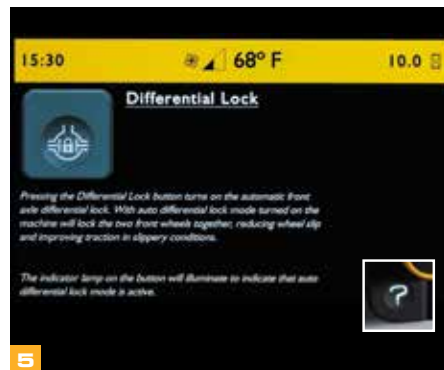 15:30 68° F 10.0
Differential Lock
Pressing the Differential Lock button turns on the automatic front
axle differential lock. With auto differential lock mode turned on the
machine will lock the two front wheels together, reducing wheel slip
and improving traction in slippery conditions.
The indicator lamp on the button will illuminate to indicate that auto
differential lock mode is active.
?
5